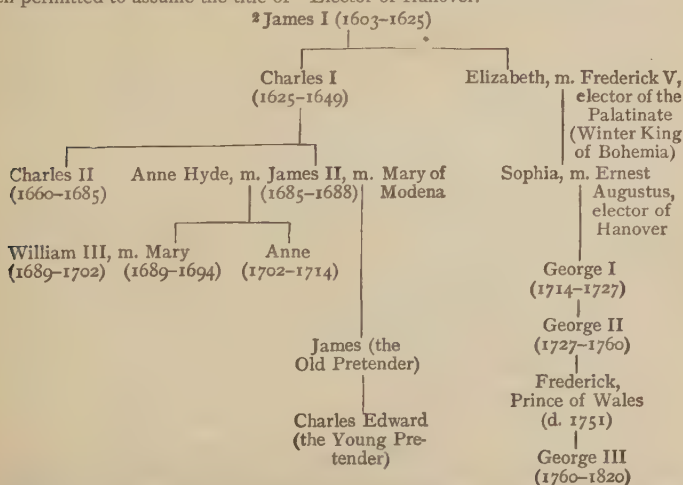 ²James I (1603–1625)
Charles I
(1625–1649)
Elizabeth, m. Frederick V,
elector of the
Palatinate
(Winter King
of Bohemia)
Charles II
(1660–1685)
Anne Hyde, m. James II, m. Mary of
(1685–1688) Modena
Sophia, m. Ernest
Augustus,
elector of
Hanover
William III, m. Mary
(1689–1702) (1689–1694)
Anne
(1702–1714)
George I
(1714–1727)
George II
(1727–1760)
James (the
Old Pretender)
Frederick,
Prince of Wales
(d. 1751)
Charles Edward
(the Young Pre-
tender)
George III
(1760–1820)